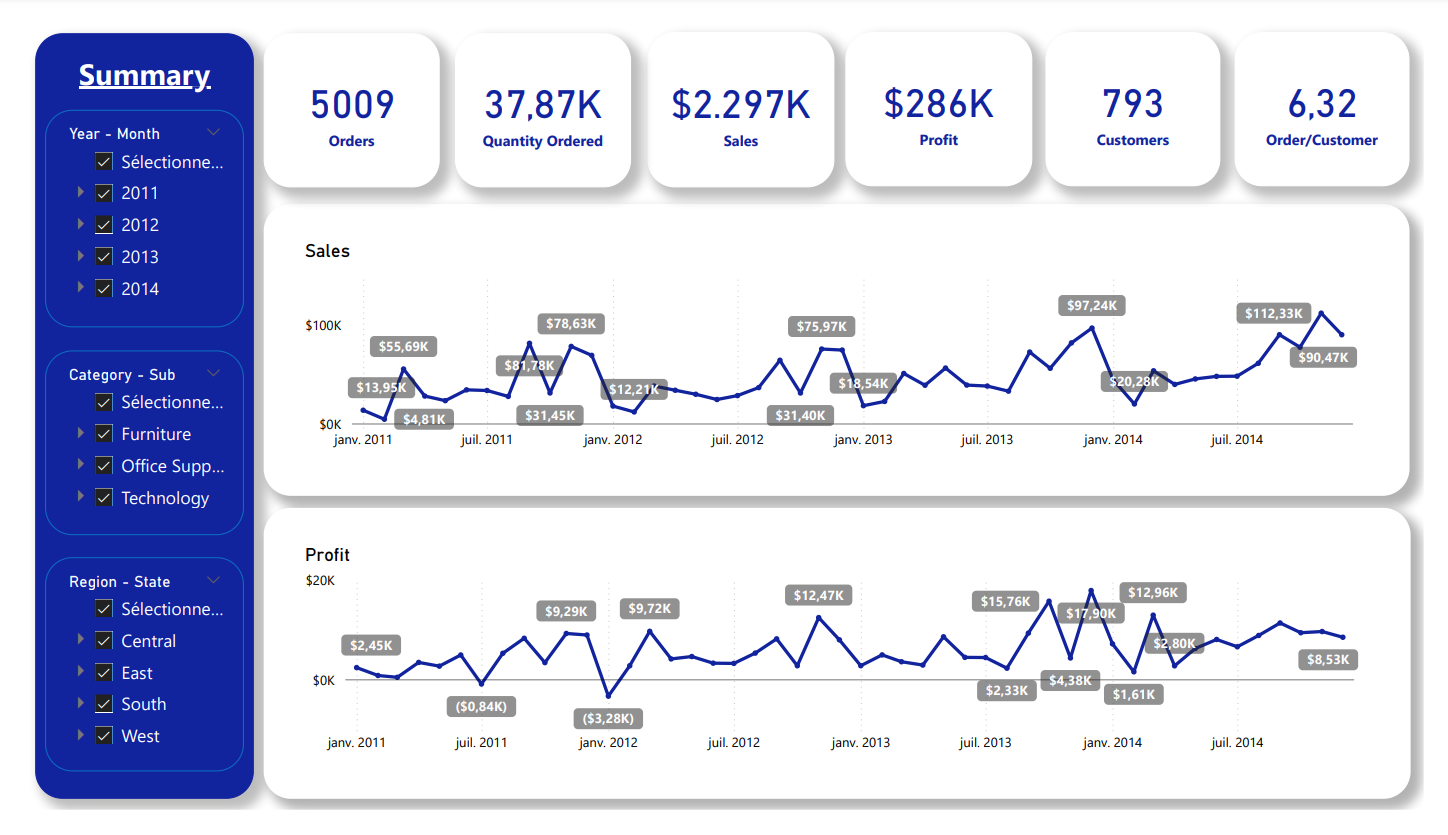 Summary
Year - Month
Sélectionne...
2011
2012
2013
2014
Category - Sub
Sélectionne...
Furniture
Office Supp...
Technology
Region - State
Sélectionne...
Central
East
South
West
5009
Orders
37,87K
Quantity Ordered
$2.297K
Sales
$286K
Profit
793
Customers
6,32
Order/Customer
Sales
$100K
$0K
$13,95K
$55,69K
$4,81K
$81,78K
$78,63K
$31,45K
$12,21K
$75,97K
$31,40K
$18,54K
$97,24K
$20,28K
$112,33K
$90,47K
janv. 2011
juil. 2011
janv. 2012
juil. 2012
janv. 2013
juil. 2013
janv. 2014
juil. 2014
Profit
$20K
$0K
$2,45K
($0,84K)
$9,29K
($3,28K)
$9,72K
$12,47K
$2,33K
$15,76K
$4,38K
$17,90K
$1,61K
$12,96K
$2,80K
$8,53K
janv. 2011
juil. 2011
janv. 2012
juil. 2012
janv. 2013
juil. 2013
janv. 2014
juil. 2014